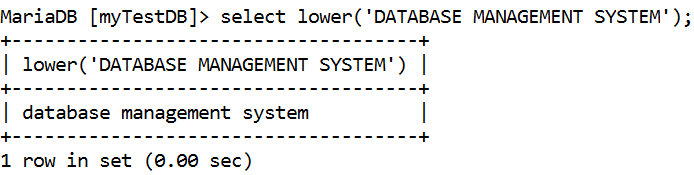 MariaDB [myTestDB]> select lower('DATABASE MANAGEMENT SYSTEM');
+-------------------------------------+
| lower('DATABASE MANAGEMENT SYSTEM') |
+-------------------------------------+
| database management system          |
+-------------------------------------+
1 row in set (0.00 sec)